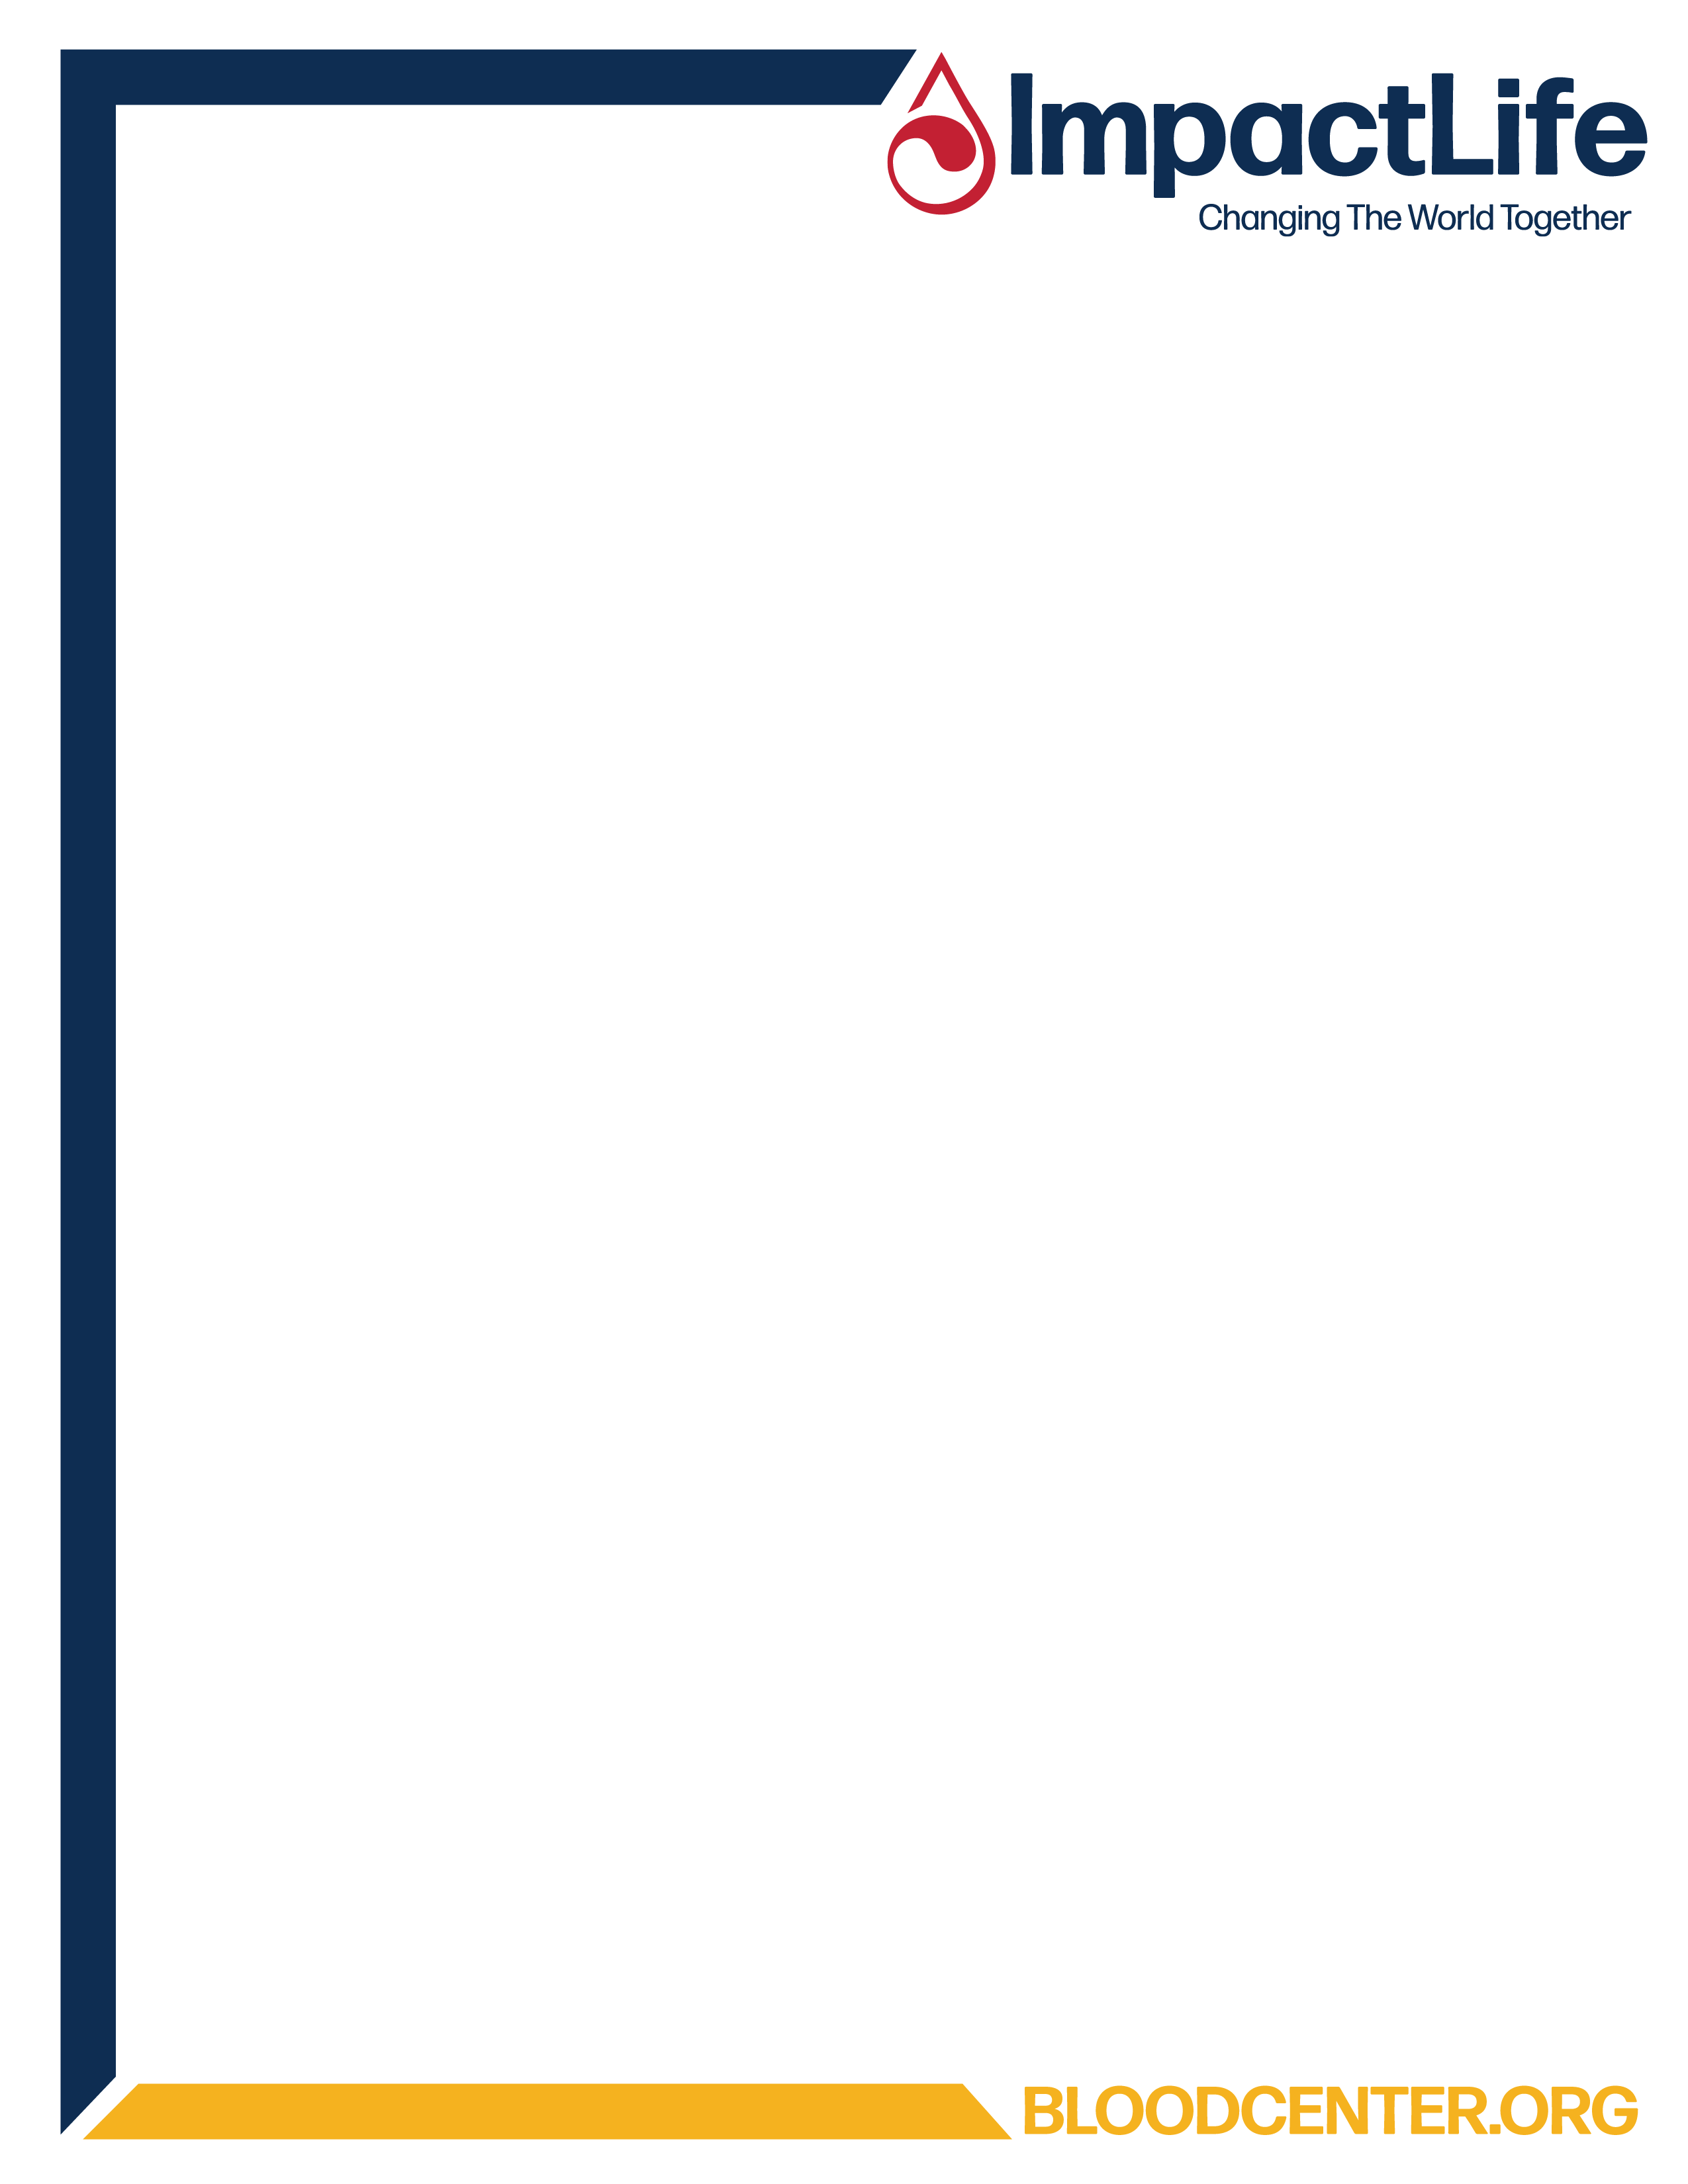 ImpactLife
Changing The World Together
BLOODCENTER.ORG